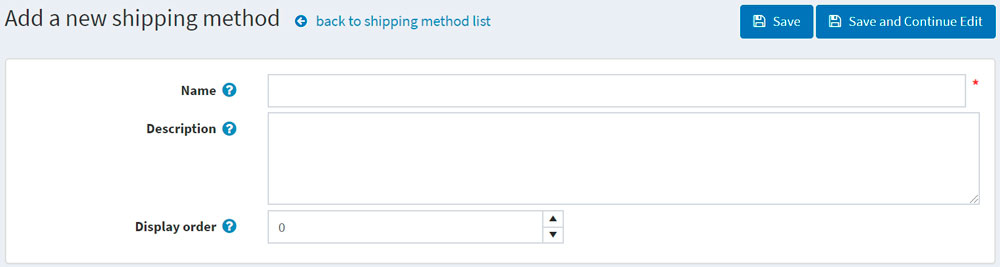 Add a new shipping method back to shipping method list Save Save and Continue Edit
Name ? *
Description ?
Display order ? 0